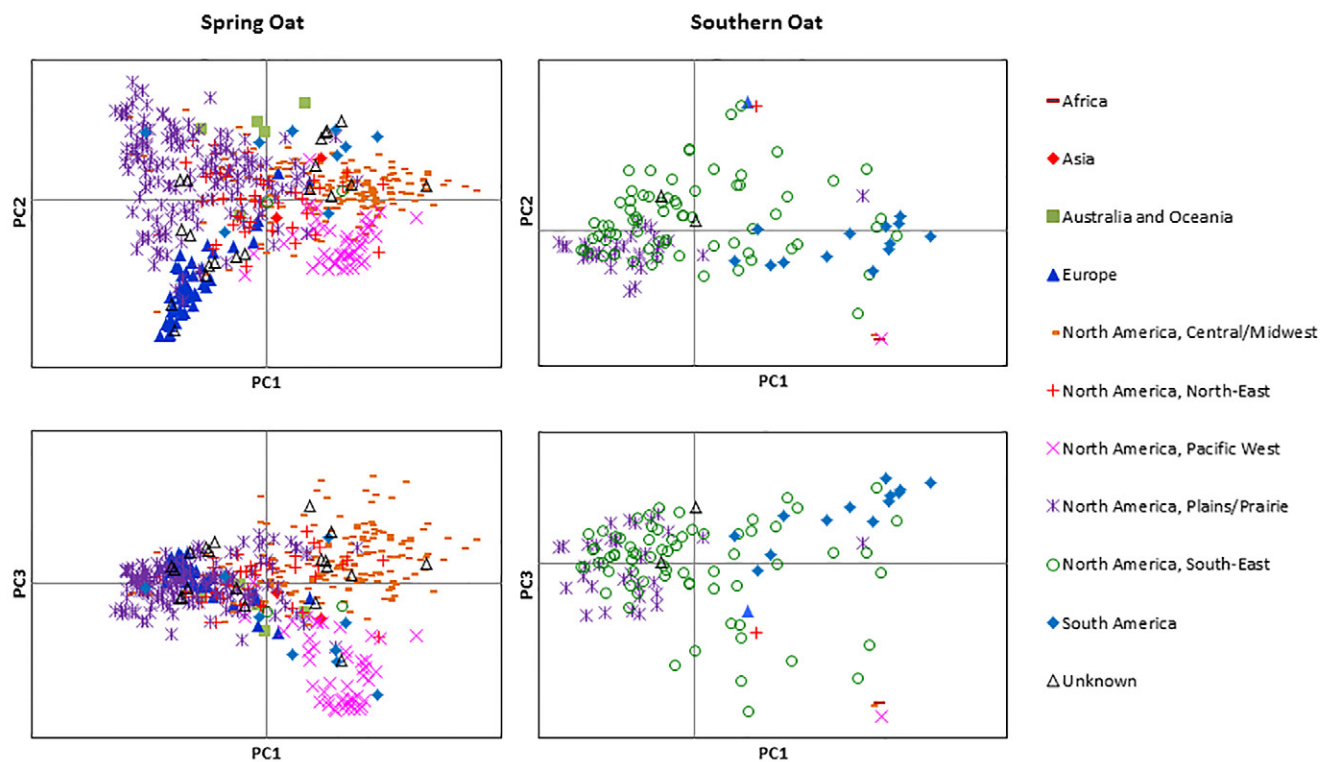 Spring Oat
Southern Oat
PC2
PC1
PC2
PC1
PC3
PC1
PC3
PC1
Africa
Asia
Australia and Oceania
Europe
North America, Central/Midwest
North America, North-East
North America, Pacific West
North America, Plains/Prairie
North America, South-East
South America
Unknown